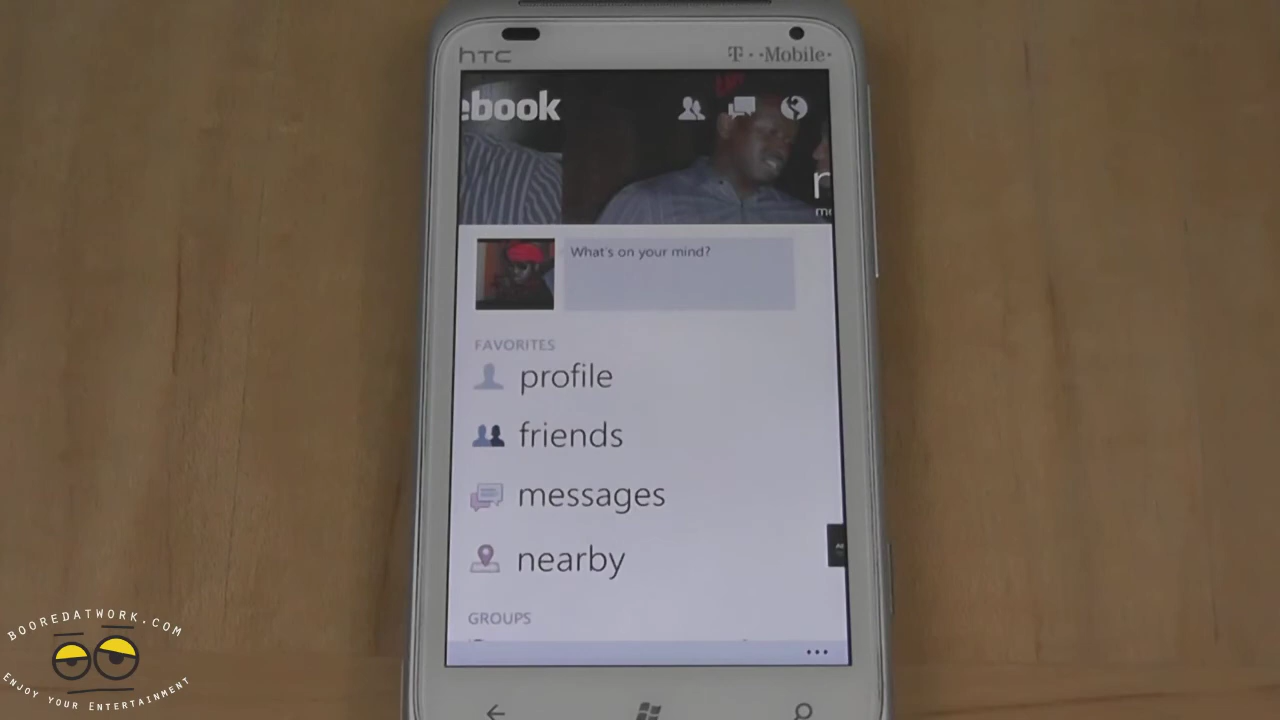 hTC
T··Mobile·
ebook
What's on your mind?
FAVORITES
profile
friends
messages
nearby
GROUPS
BOOREDATWORK.COM
ENJOY YOUR ENTERTAINMENT